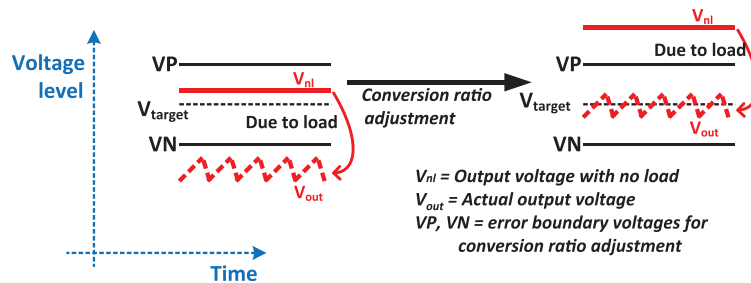 Voltage
level
VP
Vnl
Vtarget
Due to load
VN
Vout
Time
Conversion ratio
adjustment
Vnl
Due to load
VP
Vtarget
VN
Vout
Vnl = Output voltage with no load
Vout = Actual output voltage
VP, VN = error boundary voltages for
conversion ratio adjustment